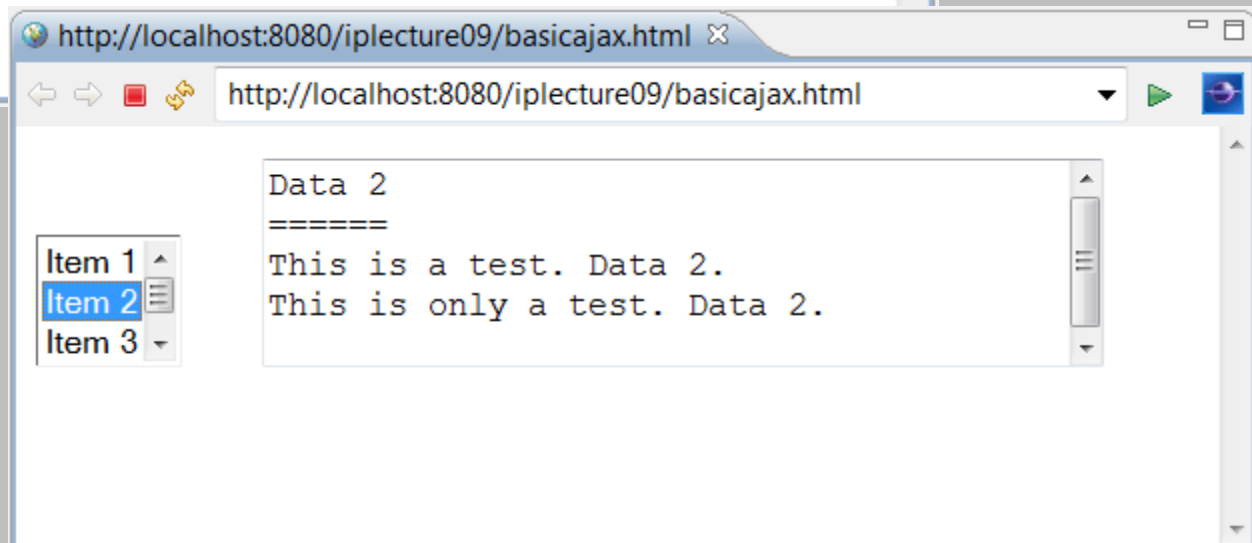 http://localhost:8080/iplecture09/basicajax.html
http://localhost:8080/iplecture09/basicajax.html
Item 1
Item 2
Item 3
Data 2
======
This is a test. Data 2.
This is only a test. Data 2.